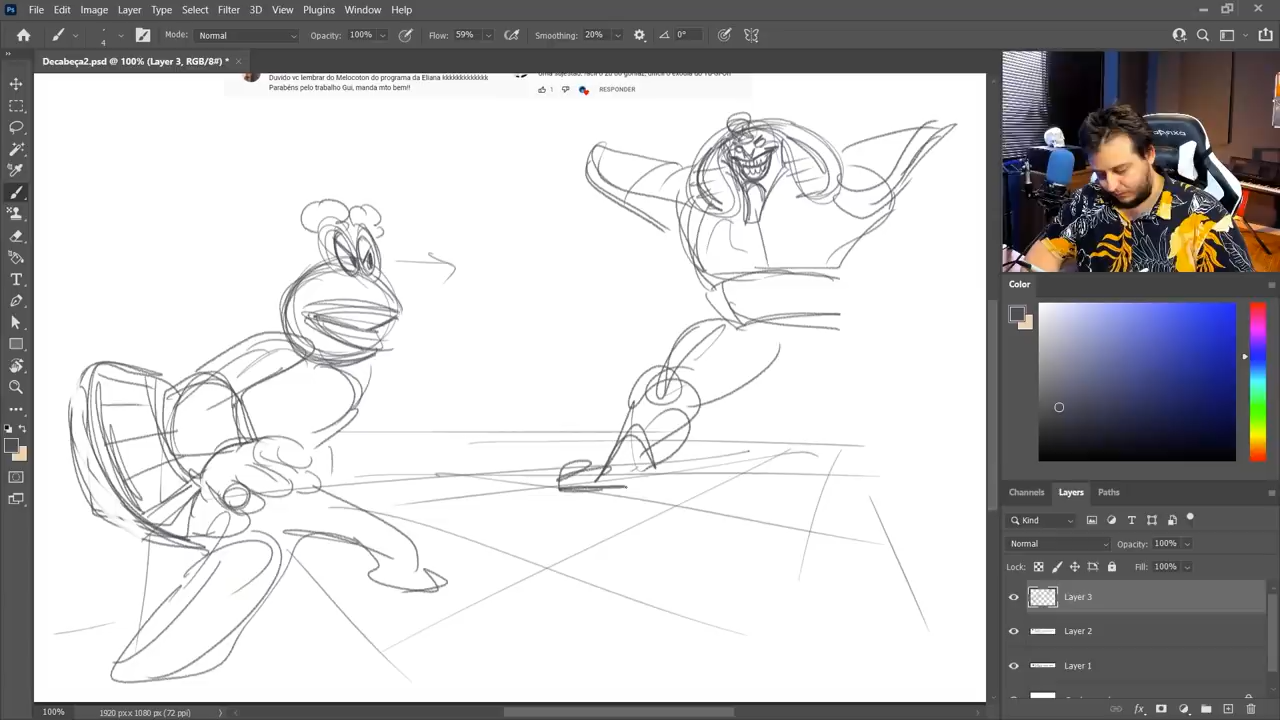 File Edit Image Layer Type Select Filter 3D View Plugins Window Help
4 Mode: Normal Opacity: 100% Flow: 59% Smoothing: 20% 0°
Decabeça2.psd @ 100% (Layer 3, RGB/8#) *
Duvido vc lembrar do Melocoton do programa da Eliana kkkkkkkkkkkk
Parabéns pelo trabalho Gui, manda mto bem!!
1 RESPONDER
Color
Channels Layers Paths
Kind
Normal Opacity: 100%
Lock: Fill: 100%
Layer 3
Layer 2
Layer 1
100% 1920 px x 1080 px (72 ppi)